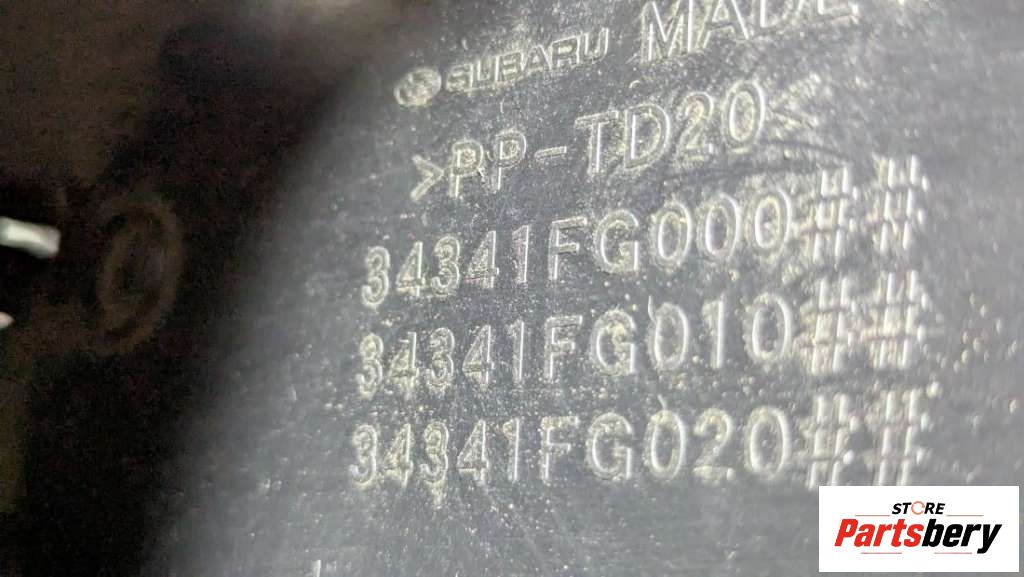 SUBARU MADE
>PP-TD20<
34341FG000##
34341FG010##
34341FG020##
STORE
Partsbery